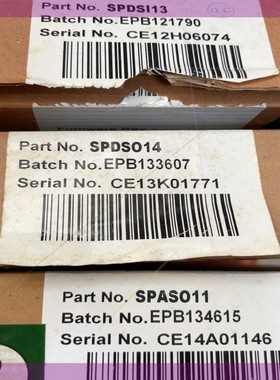 Part No. SPDSI13
Batch No. EPB121790
Serial No. CE12H06074
Part No. SPDSO14
Batch No. EPB133607
Serial No. CE13K01771
Part No. SPASO11
Batch No. EPB134615
Serial No. CE14A01146